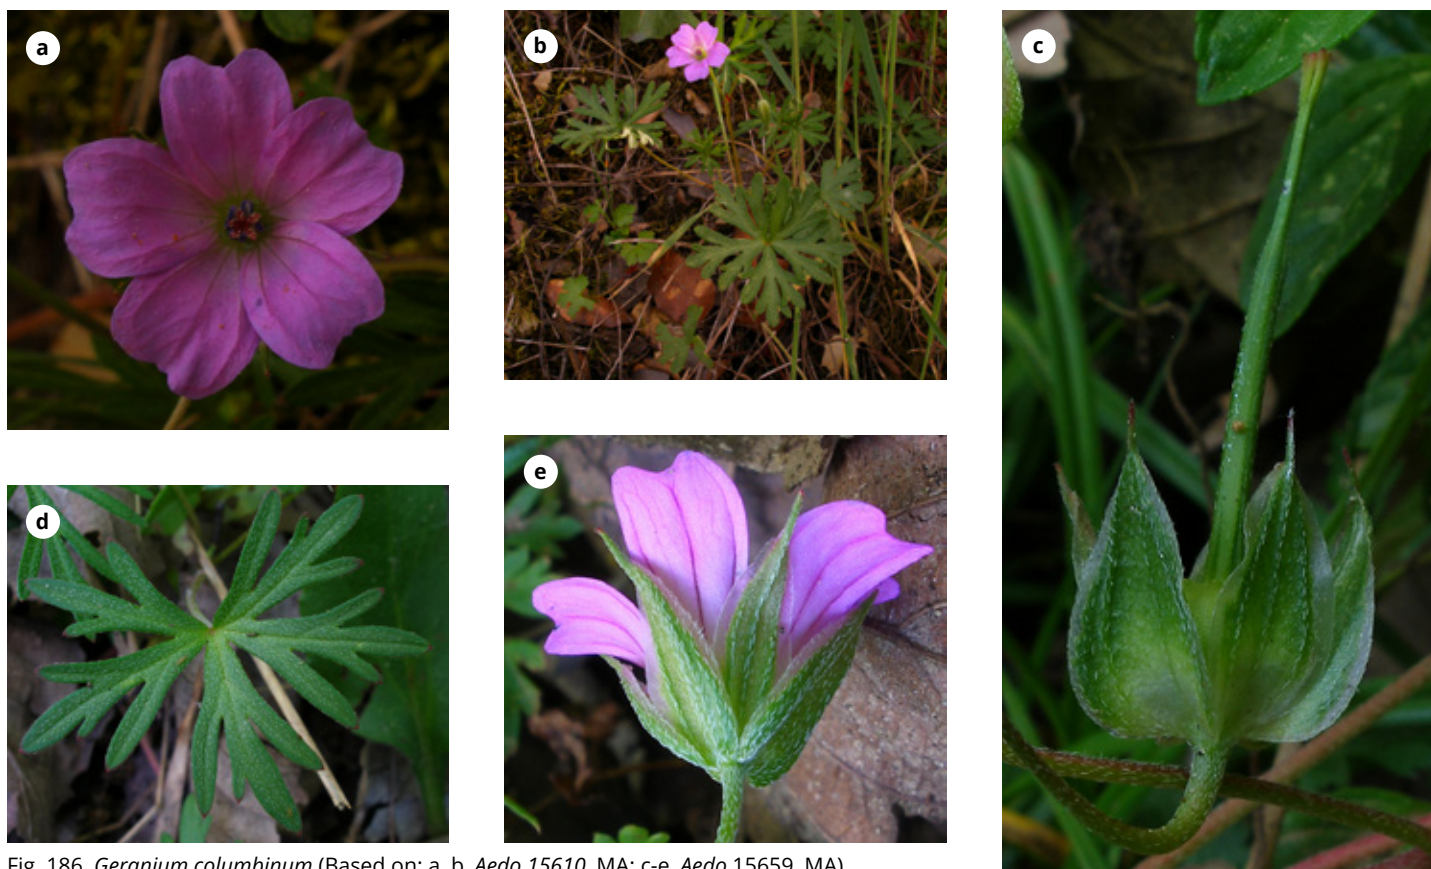 a
b
c
d
e
Fig. 186. Geranium columbinum (Based on: a, b, Aedo 15610, MA; c-e, Aedo 15659, MA)